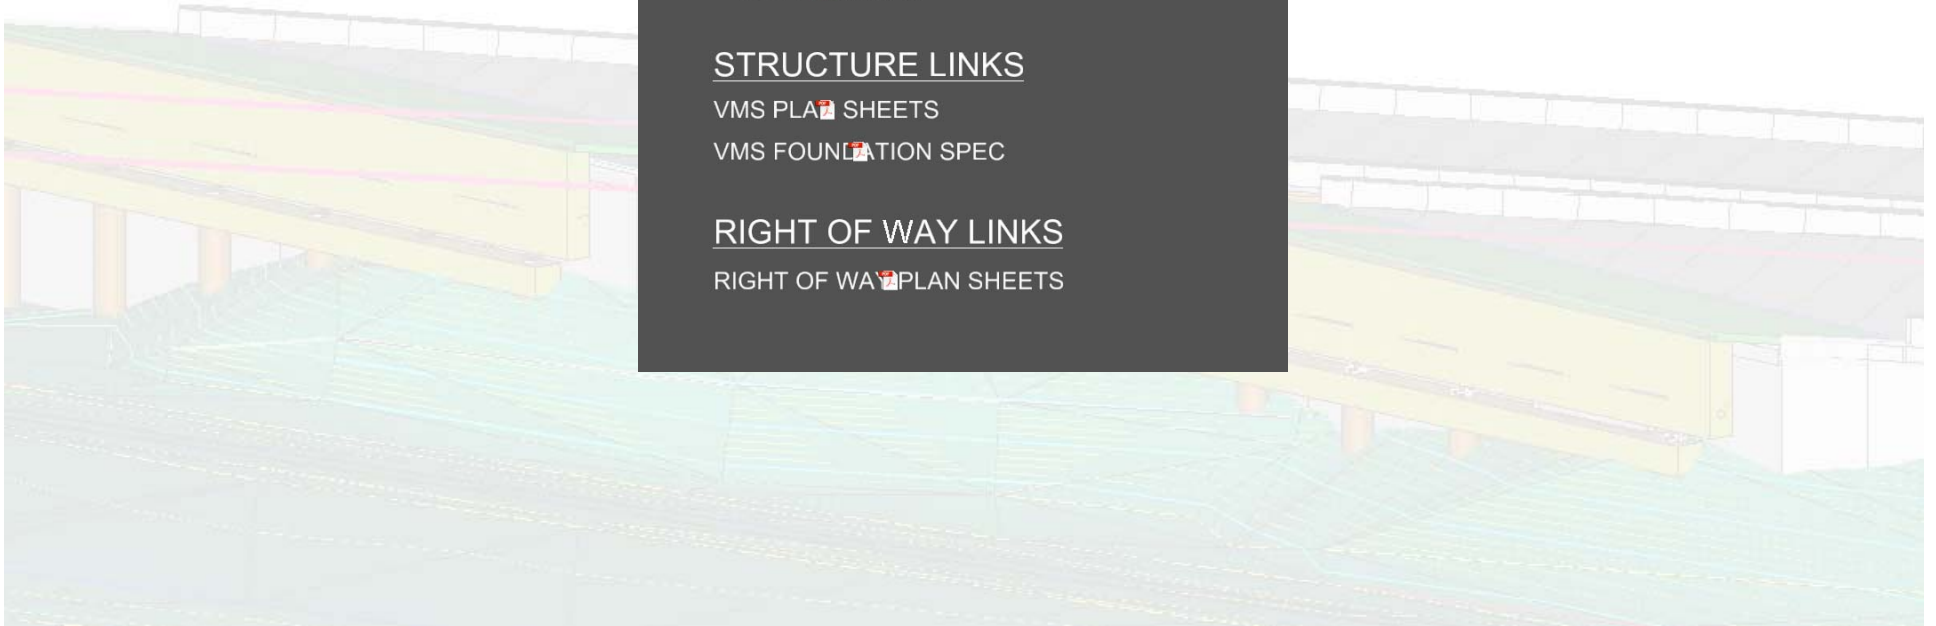 STRUCTURE LINKS
VMS PLAN SHEETS
VMS FOUNDATION SPEC
RIGHT OF WAY LINKS
RIGHT OF WAY PLAN SHEETS